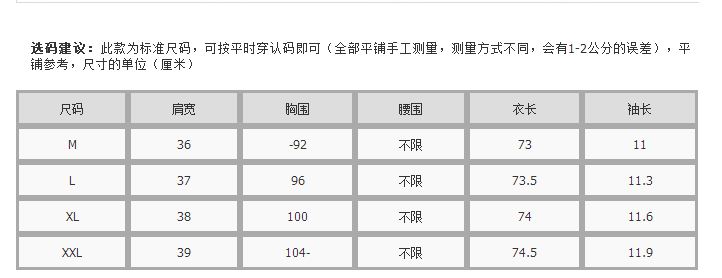 选码建议：此款为标准尺码，可按平时穿认码即可（全部平铺手工测量，测量方式不同，会有1-2公分的误差），平
铺参考，尺寸的单位（厘米）
尺码 肩宽 胸围 腰围 衣长 袖长
M 36 -92 不限 73 11
L 37 96 不限 73.5 11.3
XL 38 100 不限 74 11.6
XXL 39 104- 不限 74.5 11.9